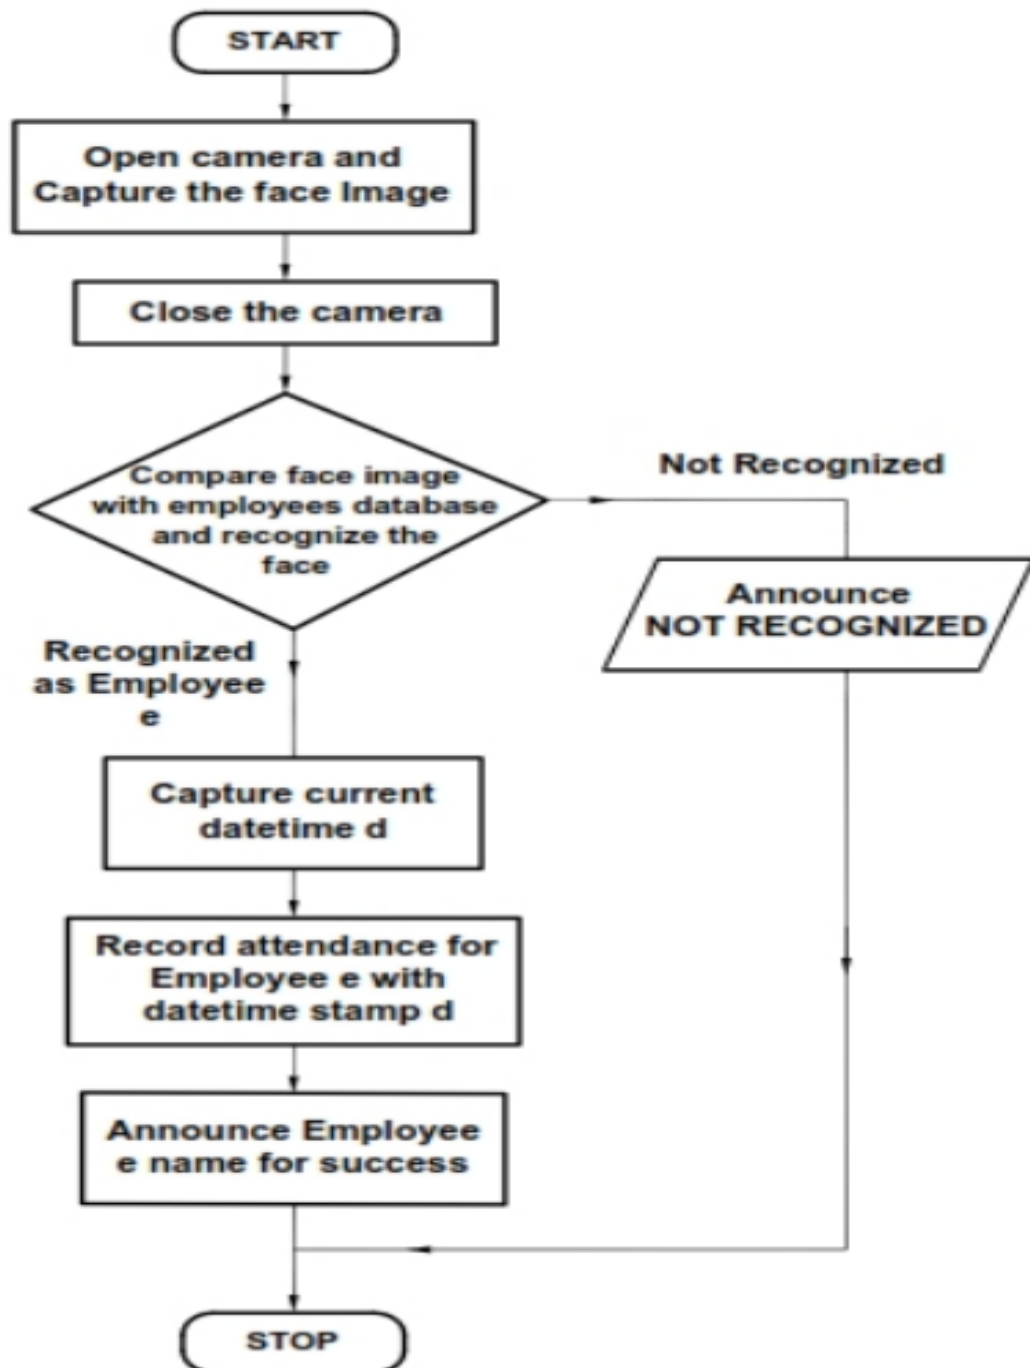 START
Open camera and
Capture the face Image
Close the camera
Compare face image
with employees database
and recognize the
face
Not Recognized
Announce
NOT RECOGNIZED
Recognized
as Employee
e
Capture current
datetime d
Record attendance for
Employee e with
datetime stamp d
Announce Employee
e name for success
STOP